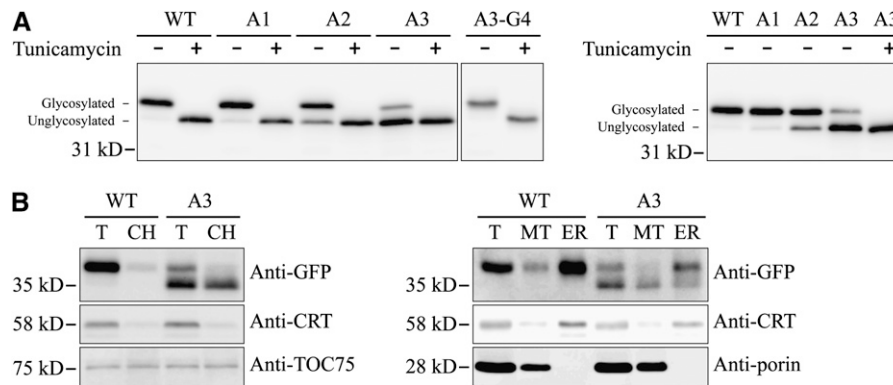 A
WT A1 A2 A3 A3-G4
Tunicamycin - + - + - + - + - +
Glycosylated -
Unglycosylated -
31 kD –
WT A1 A2 A3 A3
Tunicamycin - - - - +
Glycosylated -
Unglycosylated -
31 kD –
B
WT A3
T CH T CH
35 kD – Anti-GFP
58 kD – Anti-CRT
75 kD – Anti-TOC75
WT A3
T MT ER T MT ER
35 kD – Anti-GFP
58 kD – Anti-CRT
28 kD – Anti-porin